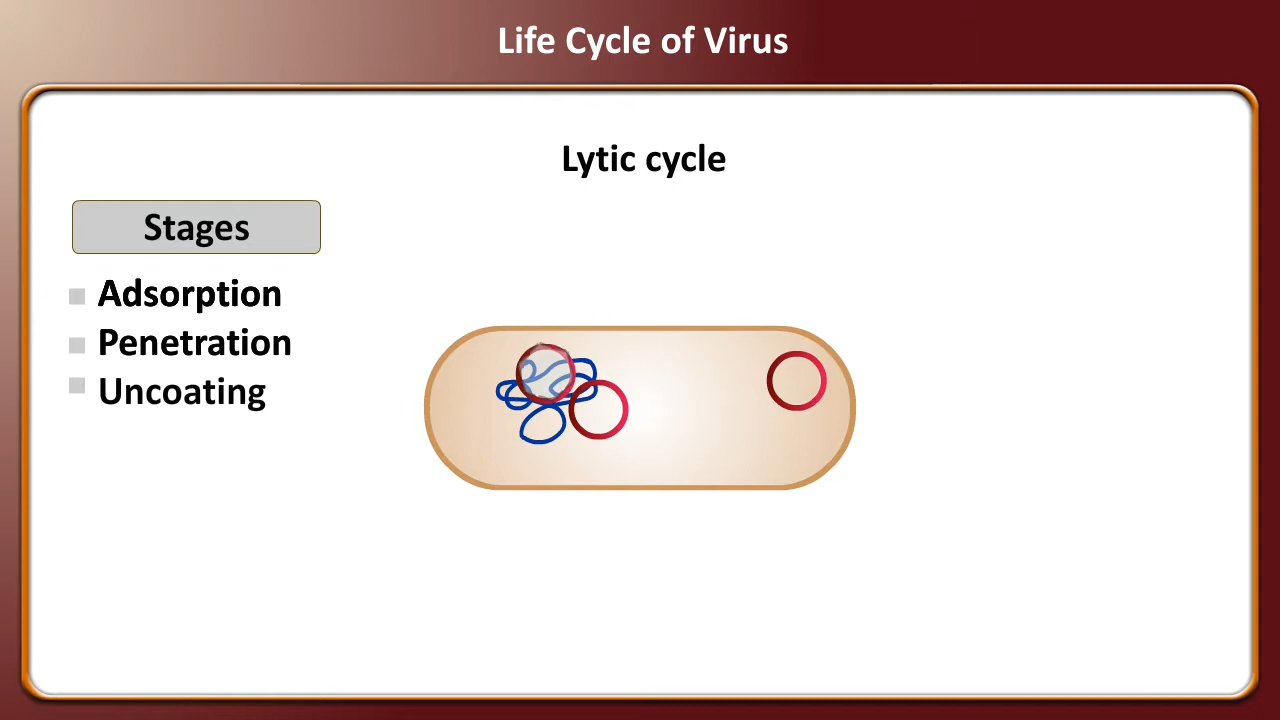 Life Cycle of Virus
Lytic cycle
Stages
Adsorption
Penetration
Uncoating